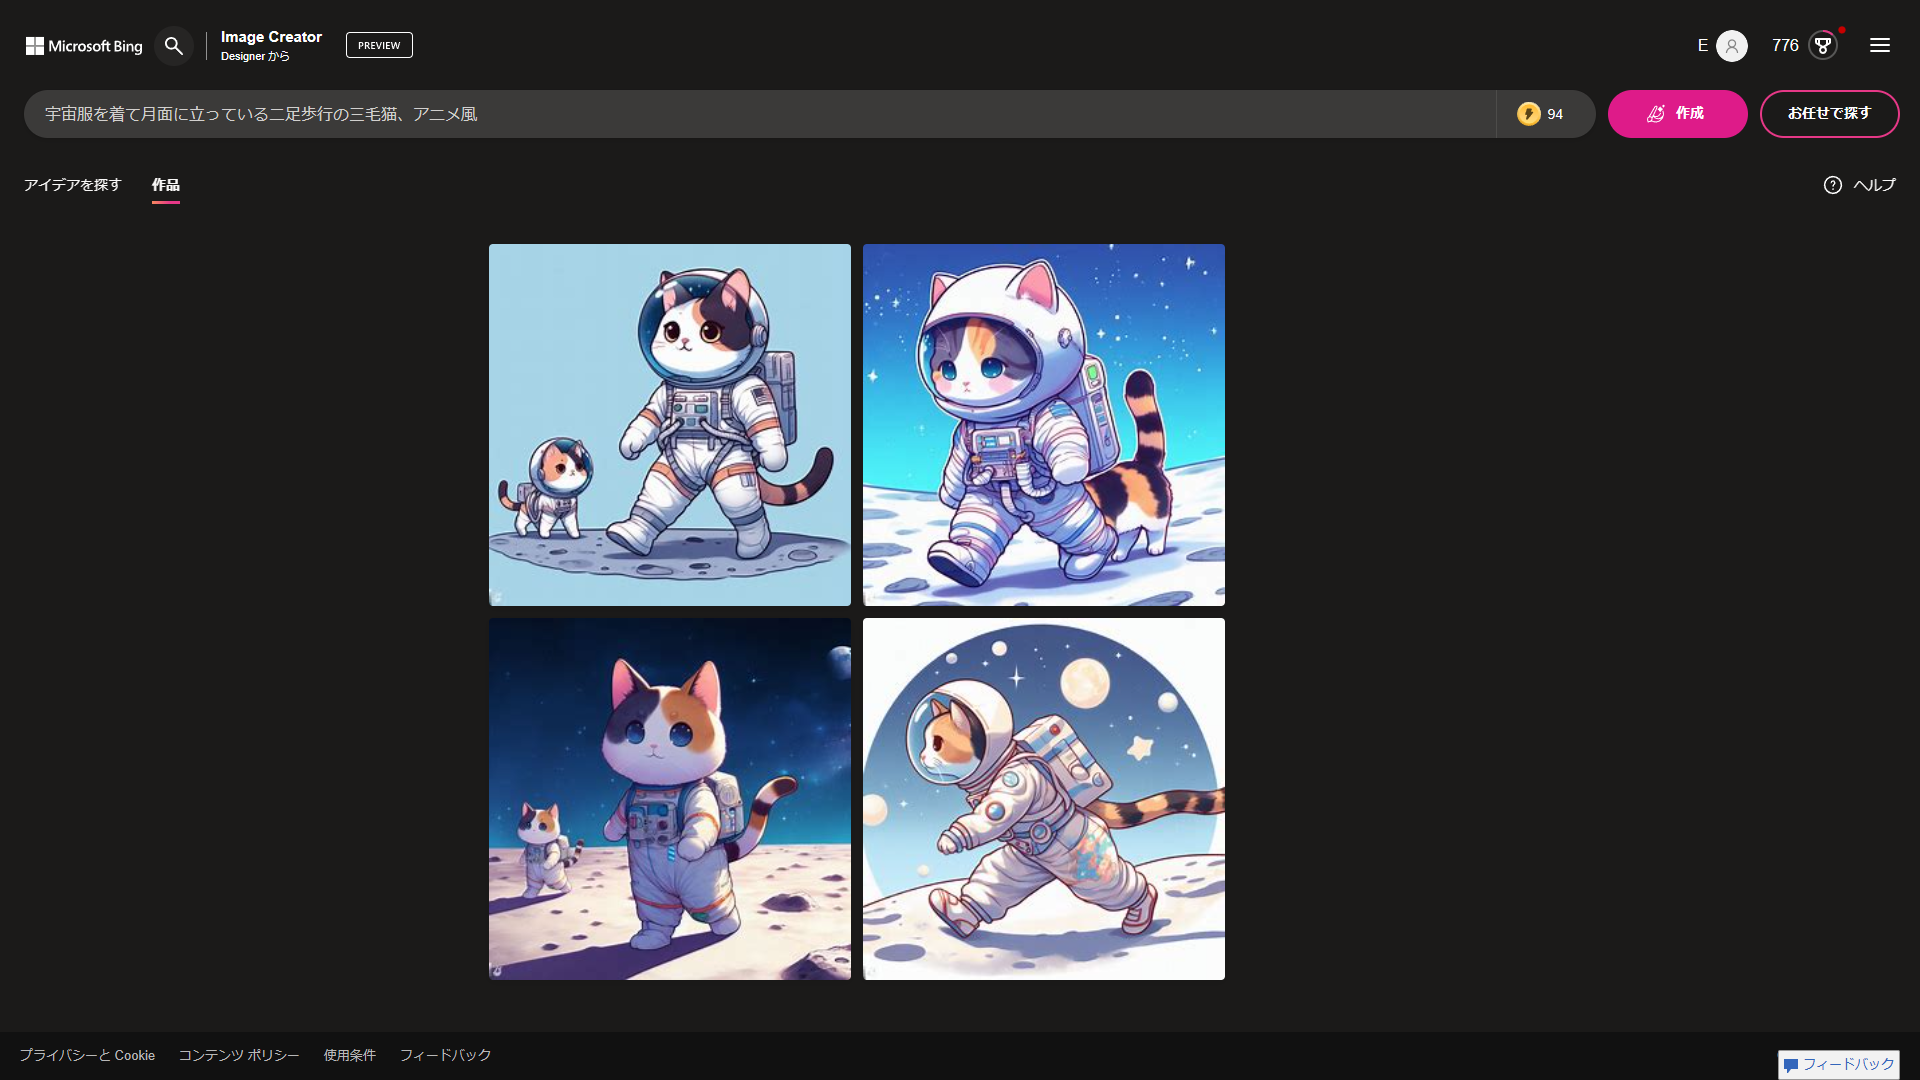 Microsoft Bing
Image Creator
Designer から
PREVIEW
E
776
宇宙服を着て月面に立っている二足歩行の三毛猫、アニメ風
94
作成
お任せで探す
アイデアを探す
作品
ヘルプ
プライバシーと Cookie
コンテンツ ポリシー
使用条件
フィードバック
フィードバック